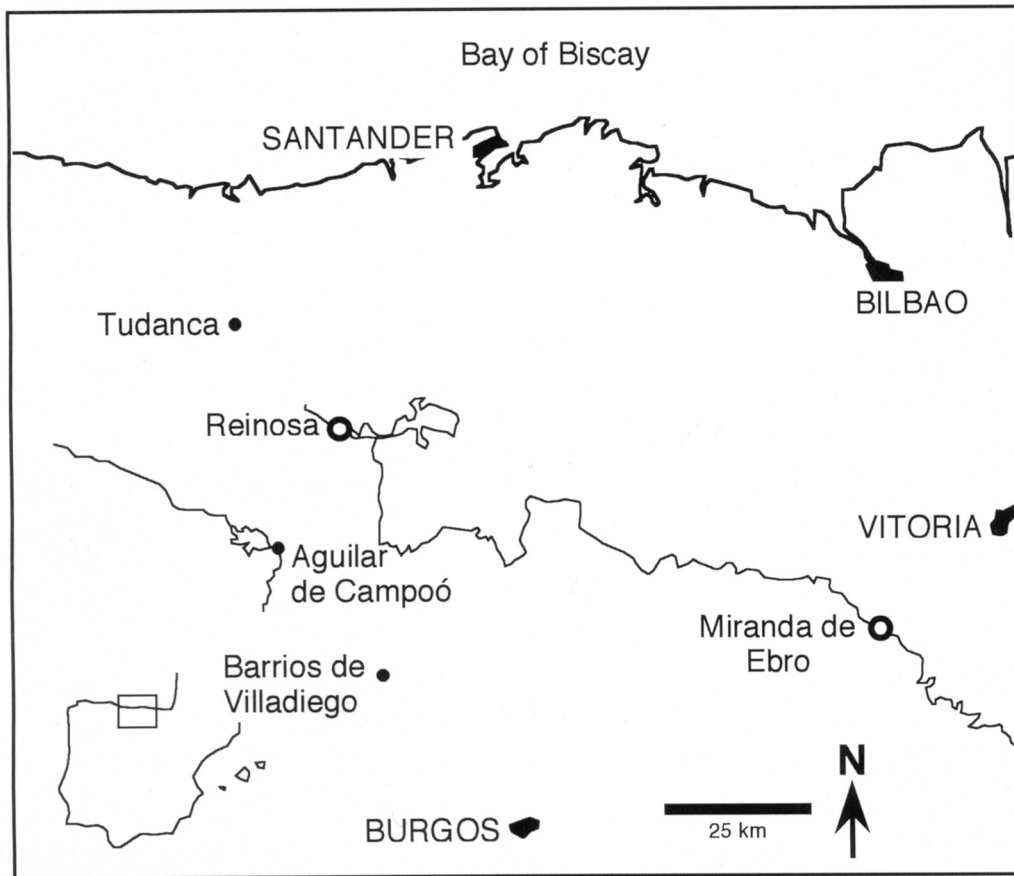 Bay of Biscay
SANTANDER
BILBAO
Tudanca
Reinosa
VITORIA
Aguilar
de Campoó
Miranda de
Ebro
Barrios de
Villadiego
N
25 km
BURGOS